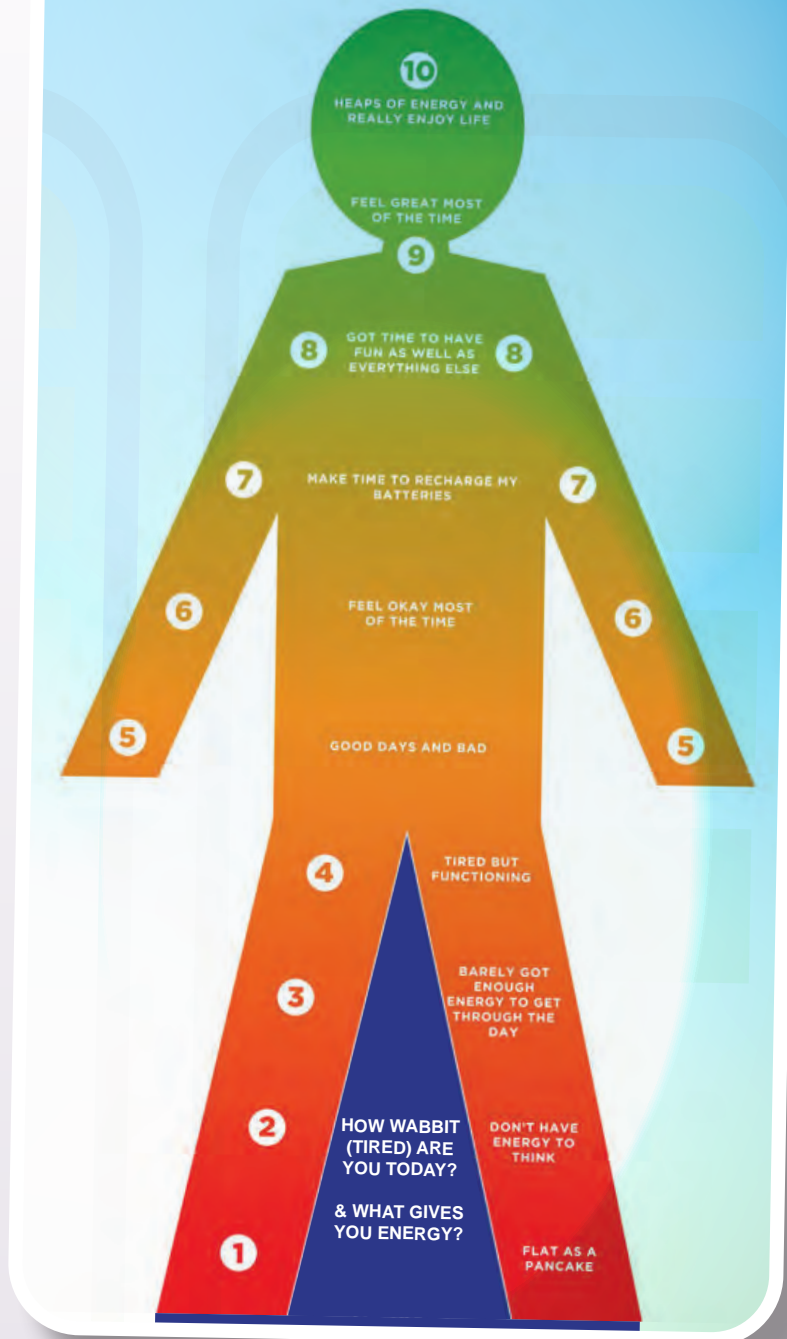 10
HEAPS OF ENERGY AND
REALLY ENJOY LIFE
FEEL GREAT MOST
OF THE TIME
9
8
GOT TIME TO HAVE
FUN AS WELL AS
EVERYTHING ELSE
8
7
MAKE TIME TO RECHARGE MY
BATTERIES
7
6
FEEL OKAY MOST
OF THE TIME
6
5
GOOD DAYS AND BAD
5
4
TIRED BUT
FUNCTIONING
3
BARELY GOT
ENOUGH
ENERGY TO GET
THROUGH THE
DAY
2
DON'T HAVE
ENERGY TO
THINK
HOW WABBIT
(TIRED) ARE
YOU TODAY?
& WHAT GIVES
YOU ENERGY?
1
FLAT AS A
PANCAKE